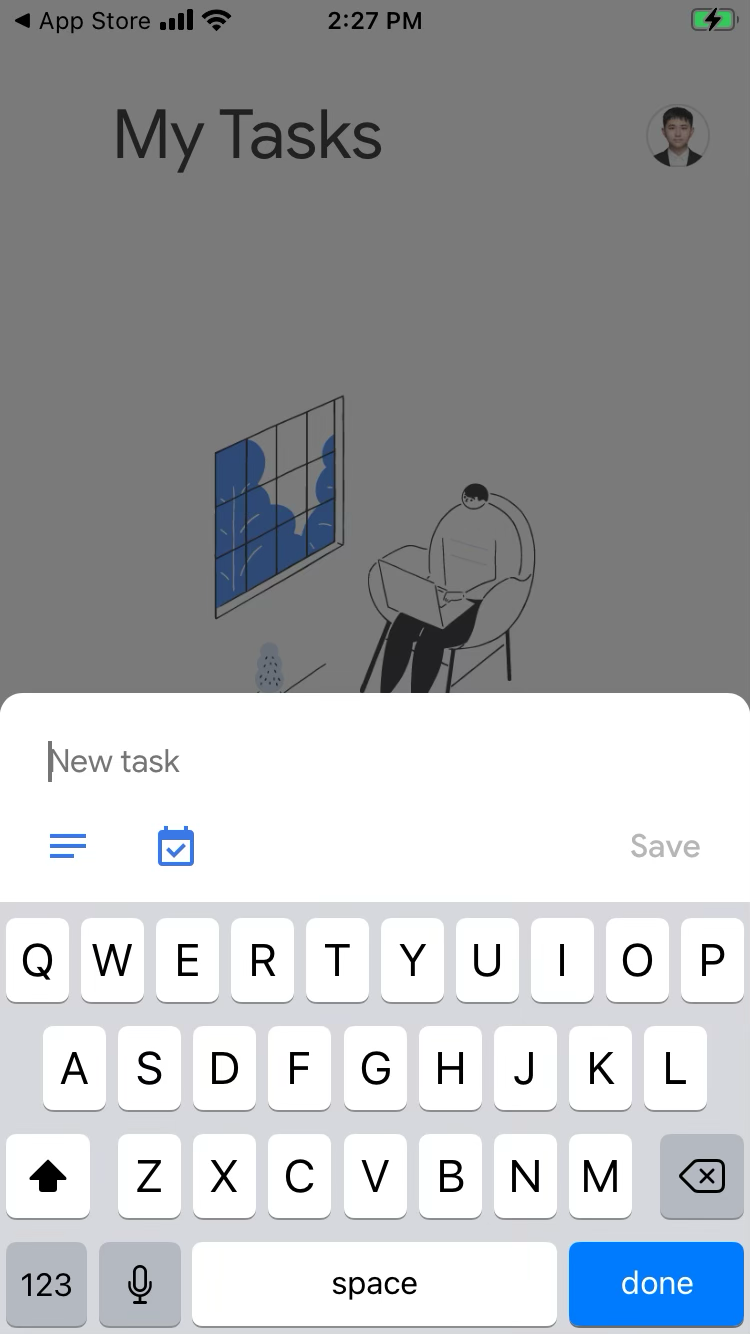 App Store 2:27 PM
My Tasks
New task
Save
Q W E R T Y U I O P
A S D F G H J K L
Z X C V B N M
123 space done